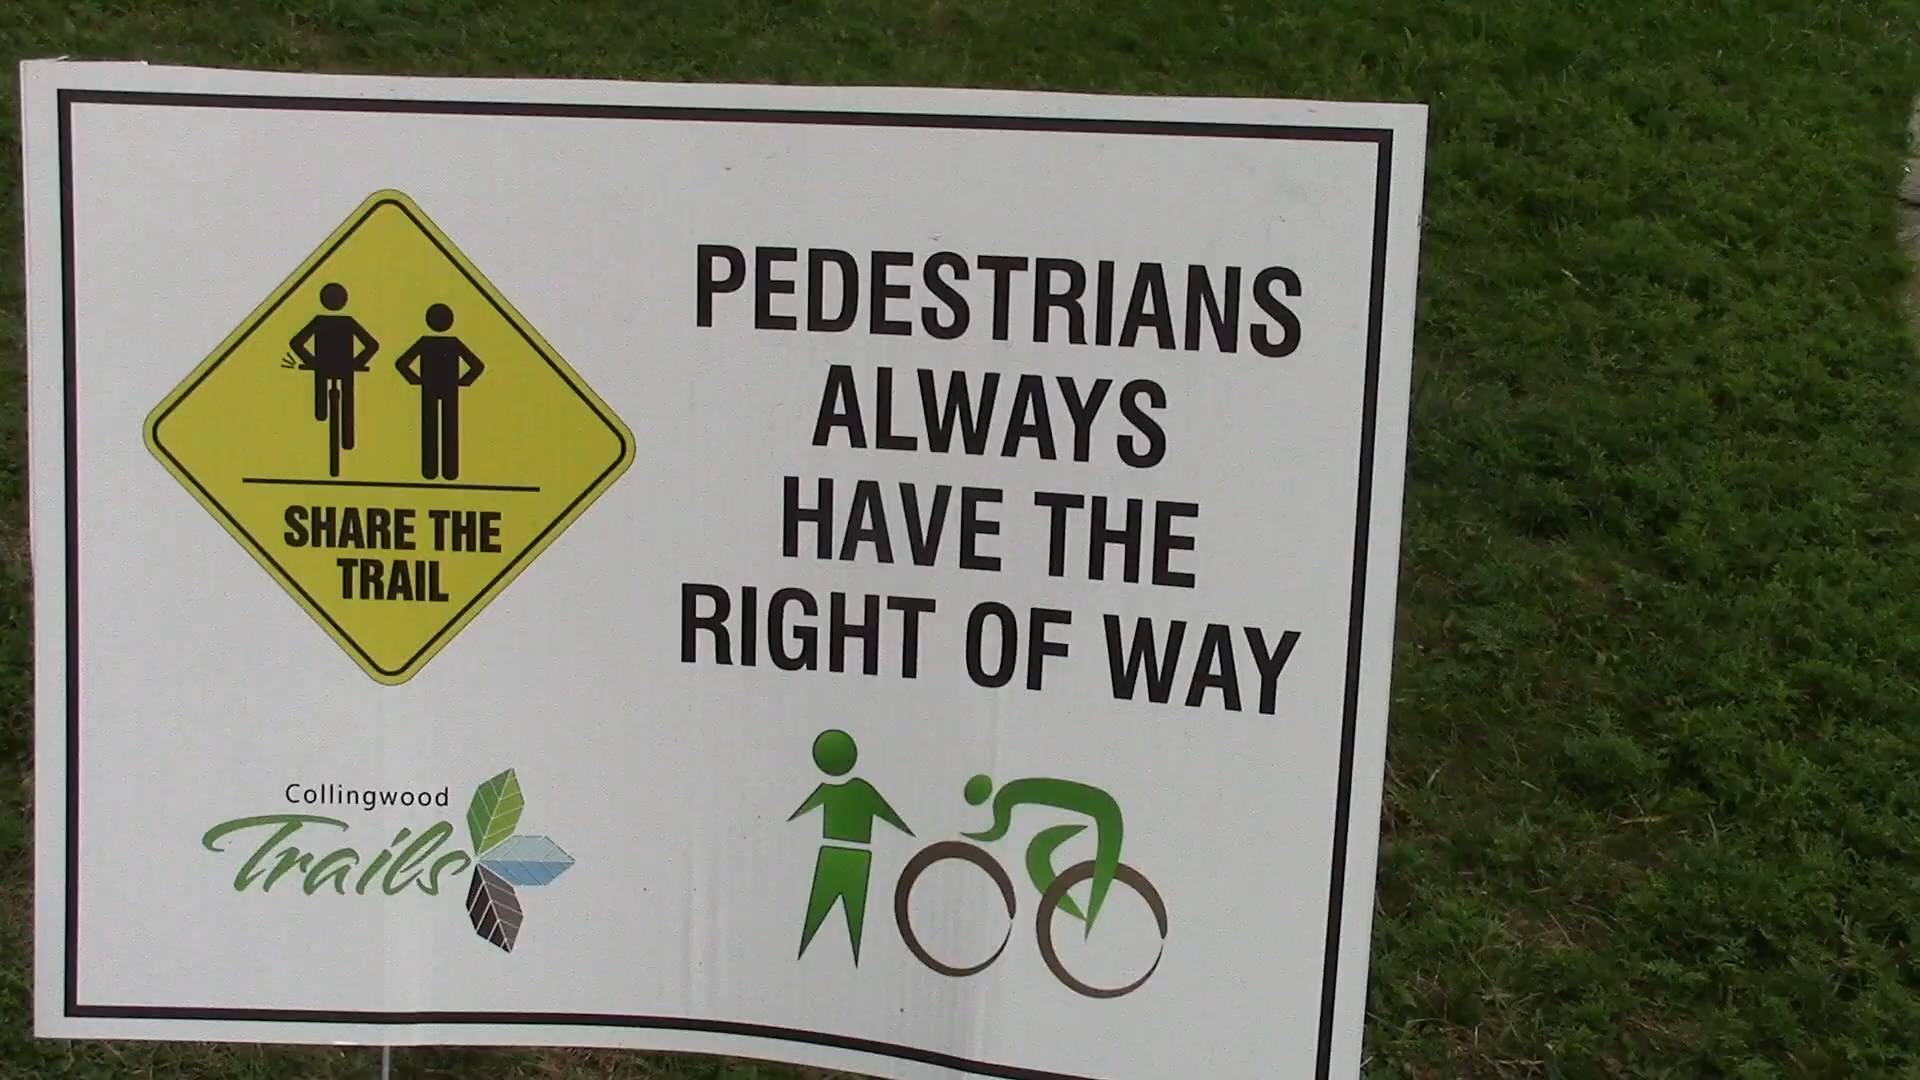 PEDESTRIANS
ALWAYS
HAVE THE
RIGHT OF WAY
SHARE THE
TRAIL
Collingwood
Trails